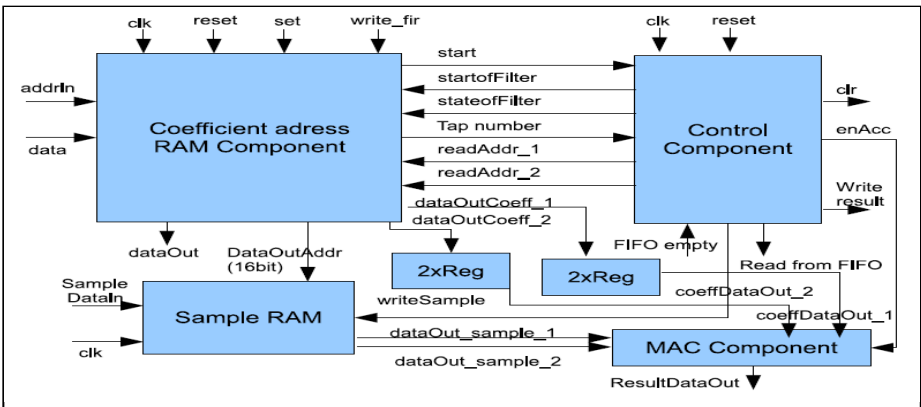 clk
reset
set
write_fir
clk
reset
start
startofFilter
stateofFilter
Tap number
readAddr_1
readAddr_2
addrIn
data
Coefficient adress
RAM Component
Control
Component
clr
enAcc
Write
result
dataOutCoeff_1
dataOutCoeff_2
dataOut
DataOutAddr
(16bit)
FIFO empty
Read from FIFO
2xReg
2xReg
Sample
DataIn
writeSample
coeffDataOut_2
coeffDataOut_1
Sample RAM
clk
dataOut_sample_1
dataOut_sample_2
MAC Component
ResultDataOut